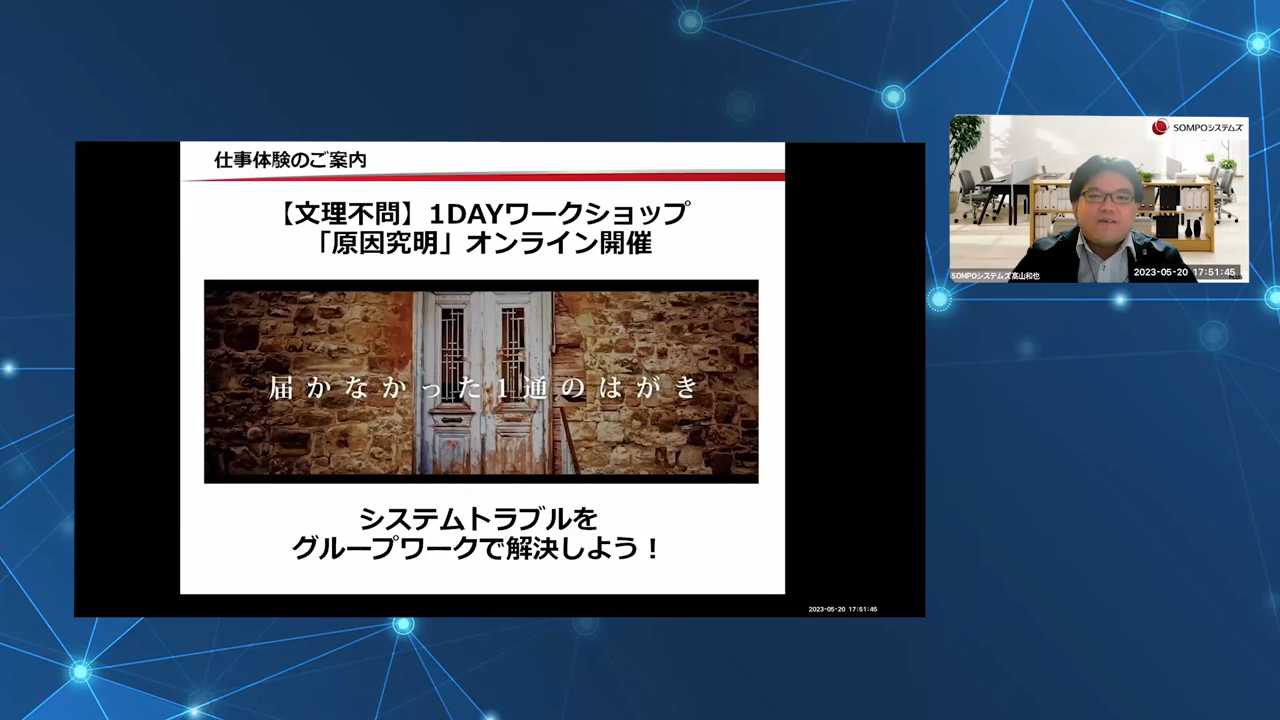 仕事体験のご案内
【文理不問】1DAYワークショップ
「原因究明」オンライン開催
届かなかった1通のはがき
システムトラブルを
グループワークで解決しよう！
2023-05-20 17:51:45
SOMPOシステムズ
SOMPOシステムズ髙山和也
2023-05-20 17:51:45